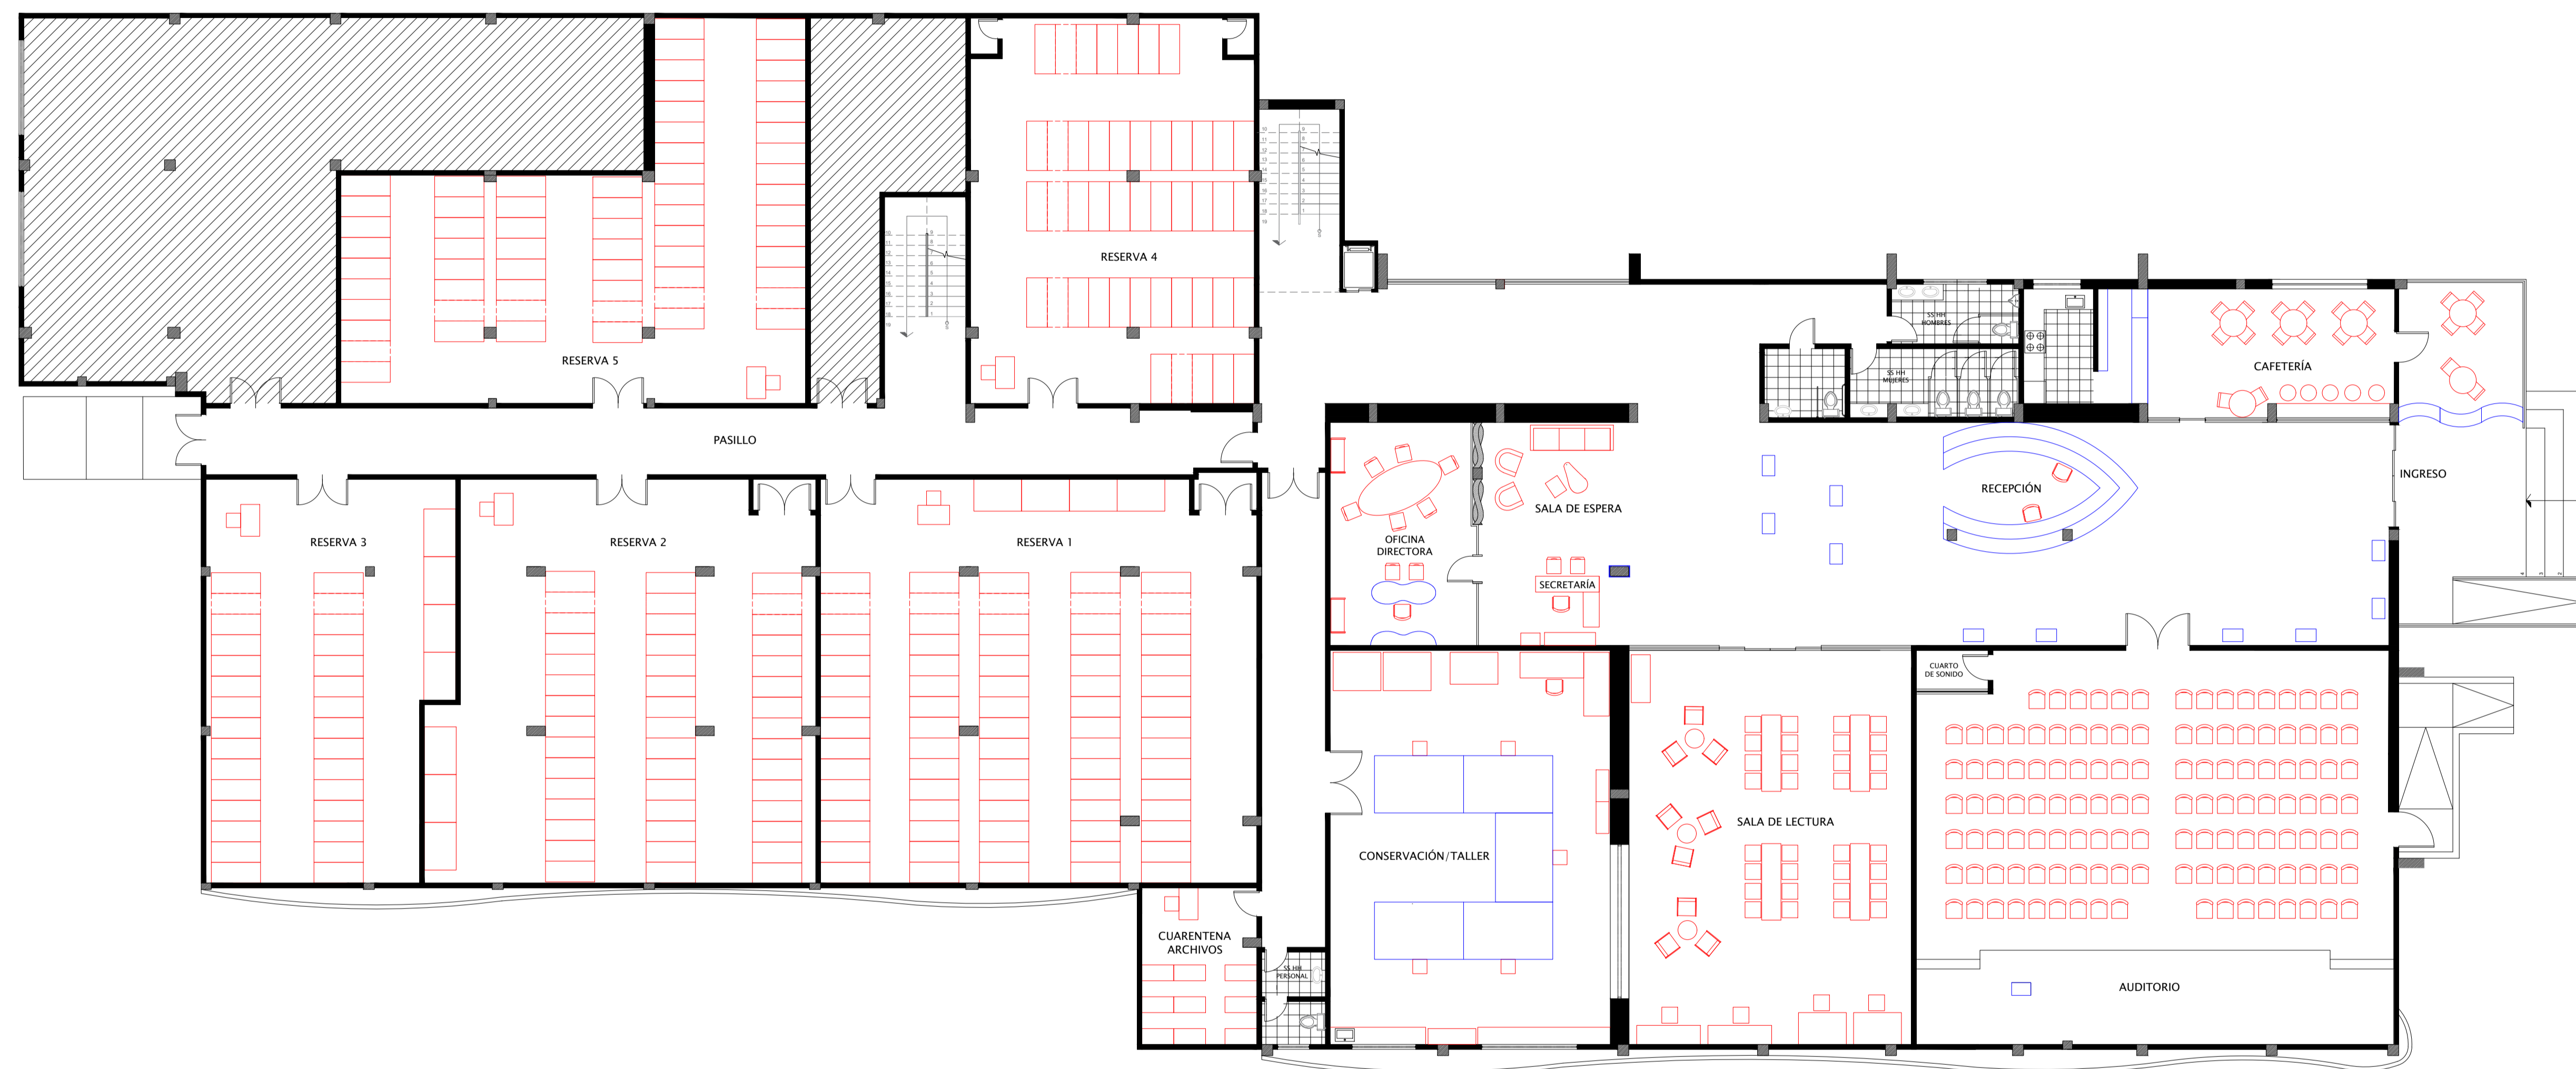 RESERVA 4
RESERVA 5
PASILLO
SS HH
HOMBRES
SS HH
MUJERES
CAFETERÍA
INGRESO
RECEPCIÓN
SALA DE ESPERA
OFICINA
DIRECTORA
SECRETARÍA
RESERVA 3
RESERVA 2
RESERVA 1
CUARTO
DE SONIDO
SALA DE LECTURA
CONSERVACIÓN/TALLER
CUARENTENA
ARCHIVOS
SS HH
PERSONAL
AUDITORIO